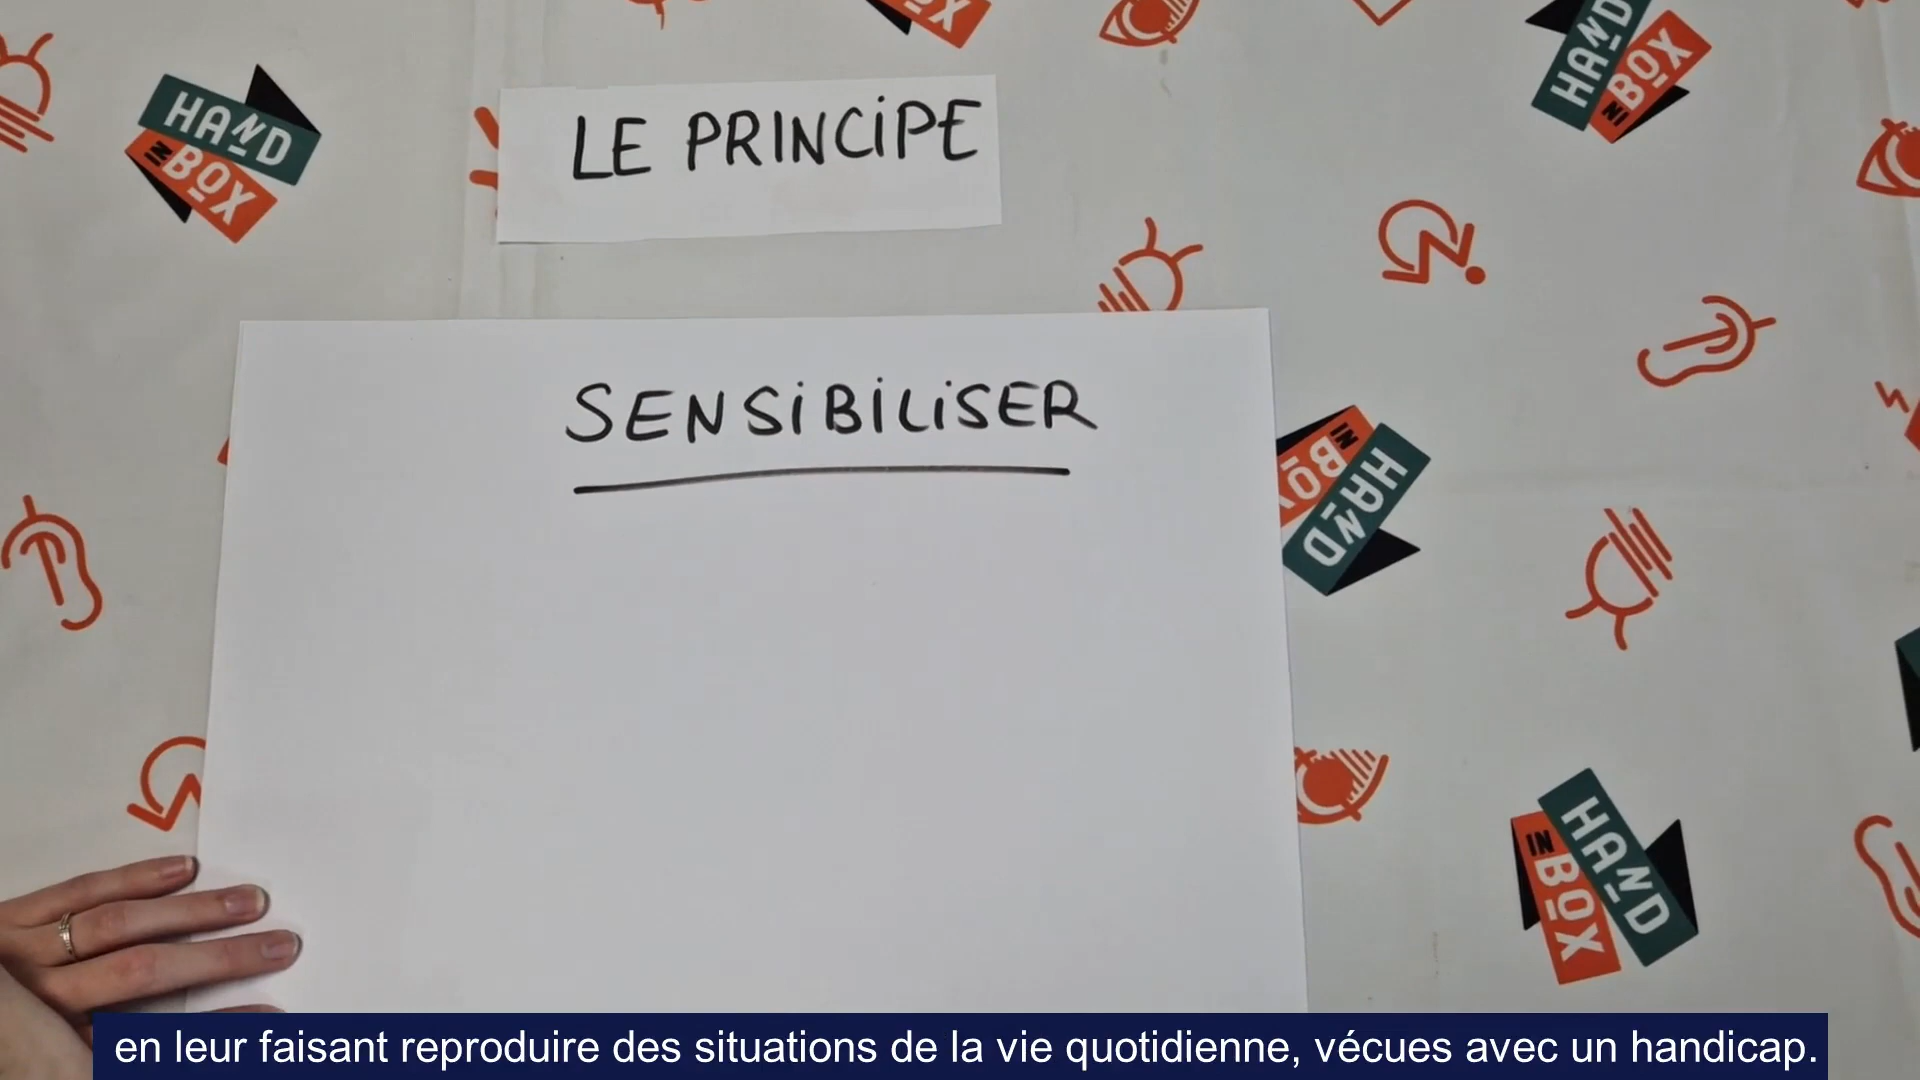 HAND
IN
BOX
LE PRINCIPE
HAND
IN
BOX
SENSIBILISER
HAND
IN
BOX
HAND
IN
BOX
en leur faisant reproduire des situations de la vie quotidienne, vécues avec un handicap.